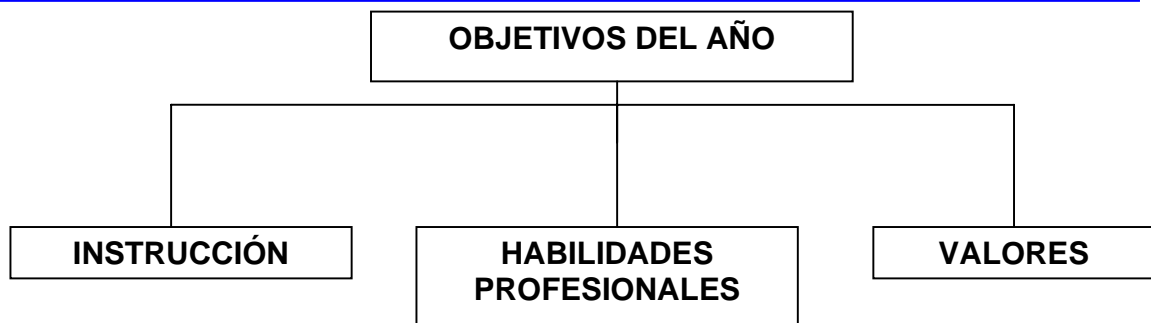 OBJETIVOS DEL AÑO
INSTRUCCIÓN
HABILIDADES
PROFESIONALES
VALORES